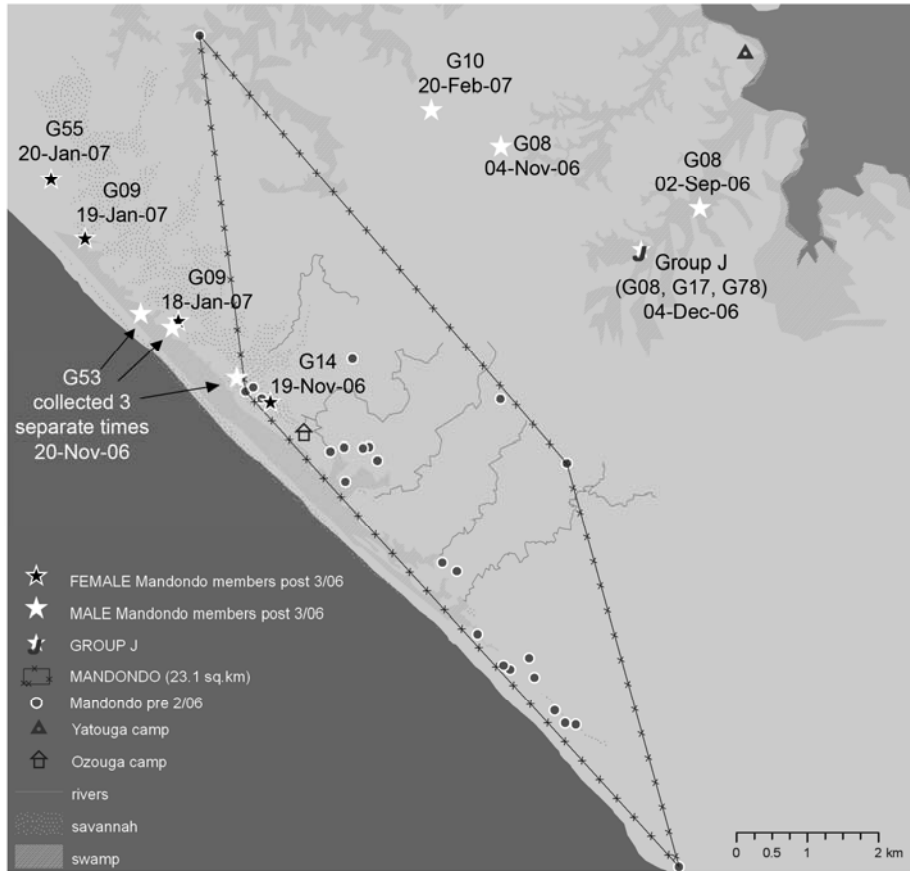 G10
20-Feb-07
G55
20-Jan-07
G08
04-Nov-06
G08
02-Sep-06
G09
19-Jan-07
G09
18-Jan-07
J
Group J
(G08, G17, G78)
04-Dec-06
G53
collected 3
separate times
20-Nov-06
G14
19-Nov-06
FEMALE Mandondo members post 3/06
MALE Mandondo members post 3/06
J
GROUP J
MANDONDO (23.1 sq.km)
Mandondo pre 2/06
Yatouga camp
Ozouga camp
rivers
savannah
swamp
0 0.5 1 2 km